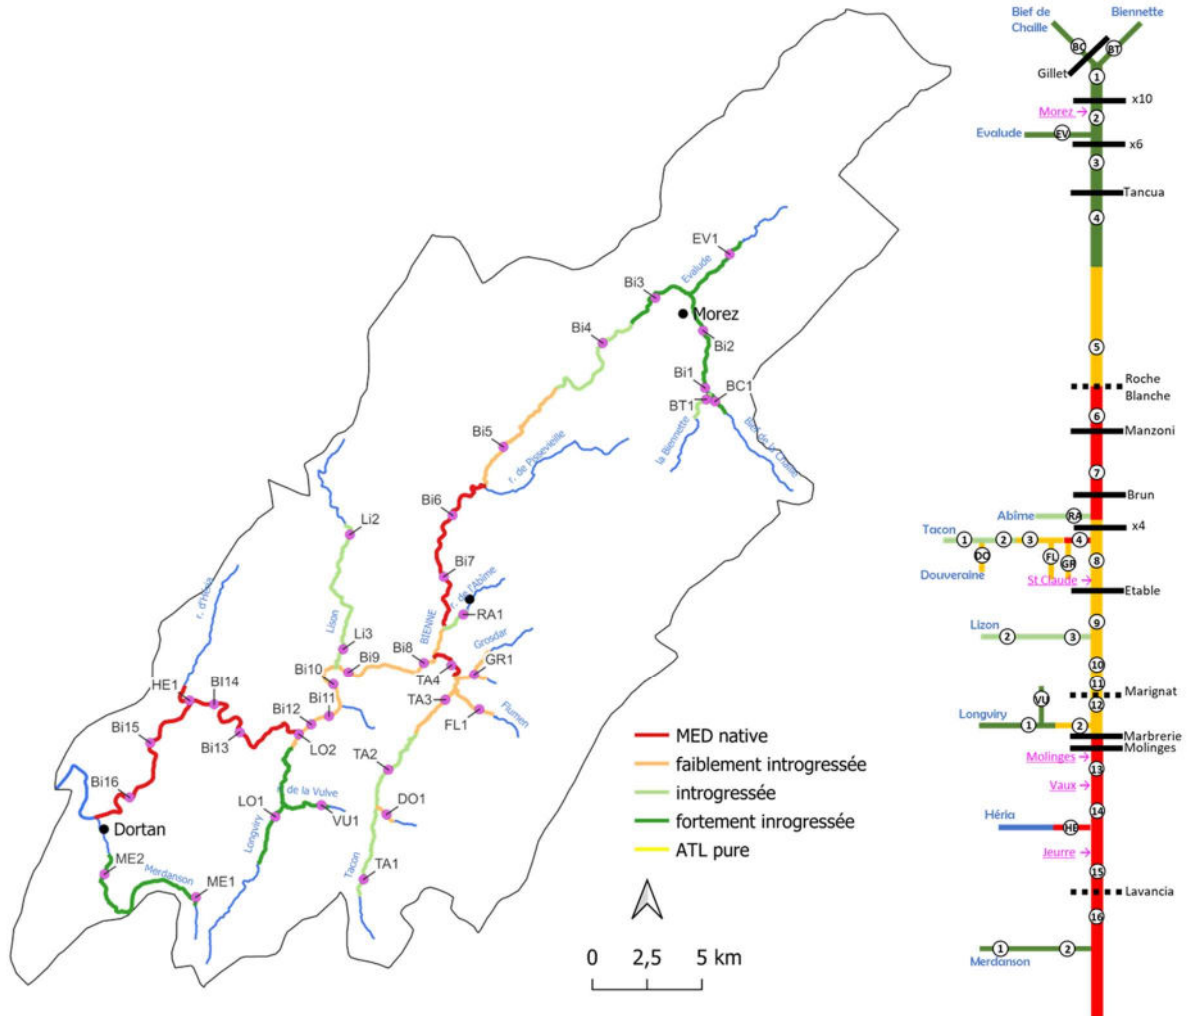 EV1
Evalude
Bi3
Morez
Bi4
Bi2
Bi1
BC1
BT1
la Biennette
Bief de la Chaille
Bi5
r. de Pissevieille
Bi6
Li2
Bi7
r. de l'Abime
RA1
r. d'Héria
Lison
BIENNE
Grosdar
Li3
Bi8
GR1
Bi9
Bi10
TA4
HE1
BI14
Bi11
TA3
Bi12
FL1
Flumen
Bi15
Bi13
LO2
TA2
Bi16
r. de la Vulve
LO1
VU1
DO1
Dortan
Longviry
ME2
Merdanson
ME1
Tacon
TA1
MED native
faiblement introgressée
introgressée
fortement inrogressée
ATL pure
0 2,5 5 km
Bief de
Chaille
Biennette
BC
BT
Gillet
1
x10
Morez →
2
Evalude
EV
x6
3
Tancua
4
5
Roche
Blanche
6
Manzoni
7
Brun
Abîme
RA
x4
Tacon
1
2
3
4
DO
FL
GR
8
Douveraine
St Claude →
Etable
9
Lizon
2
3
10
11
Marignat
VU
12
Longviry
1
2
Marbrerie
Molinges
Molinges →
13
Vaux →
14
Héria
HE
Jeurre →
15
Lavancia
16
1
2
Merdanson